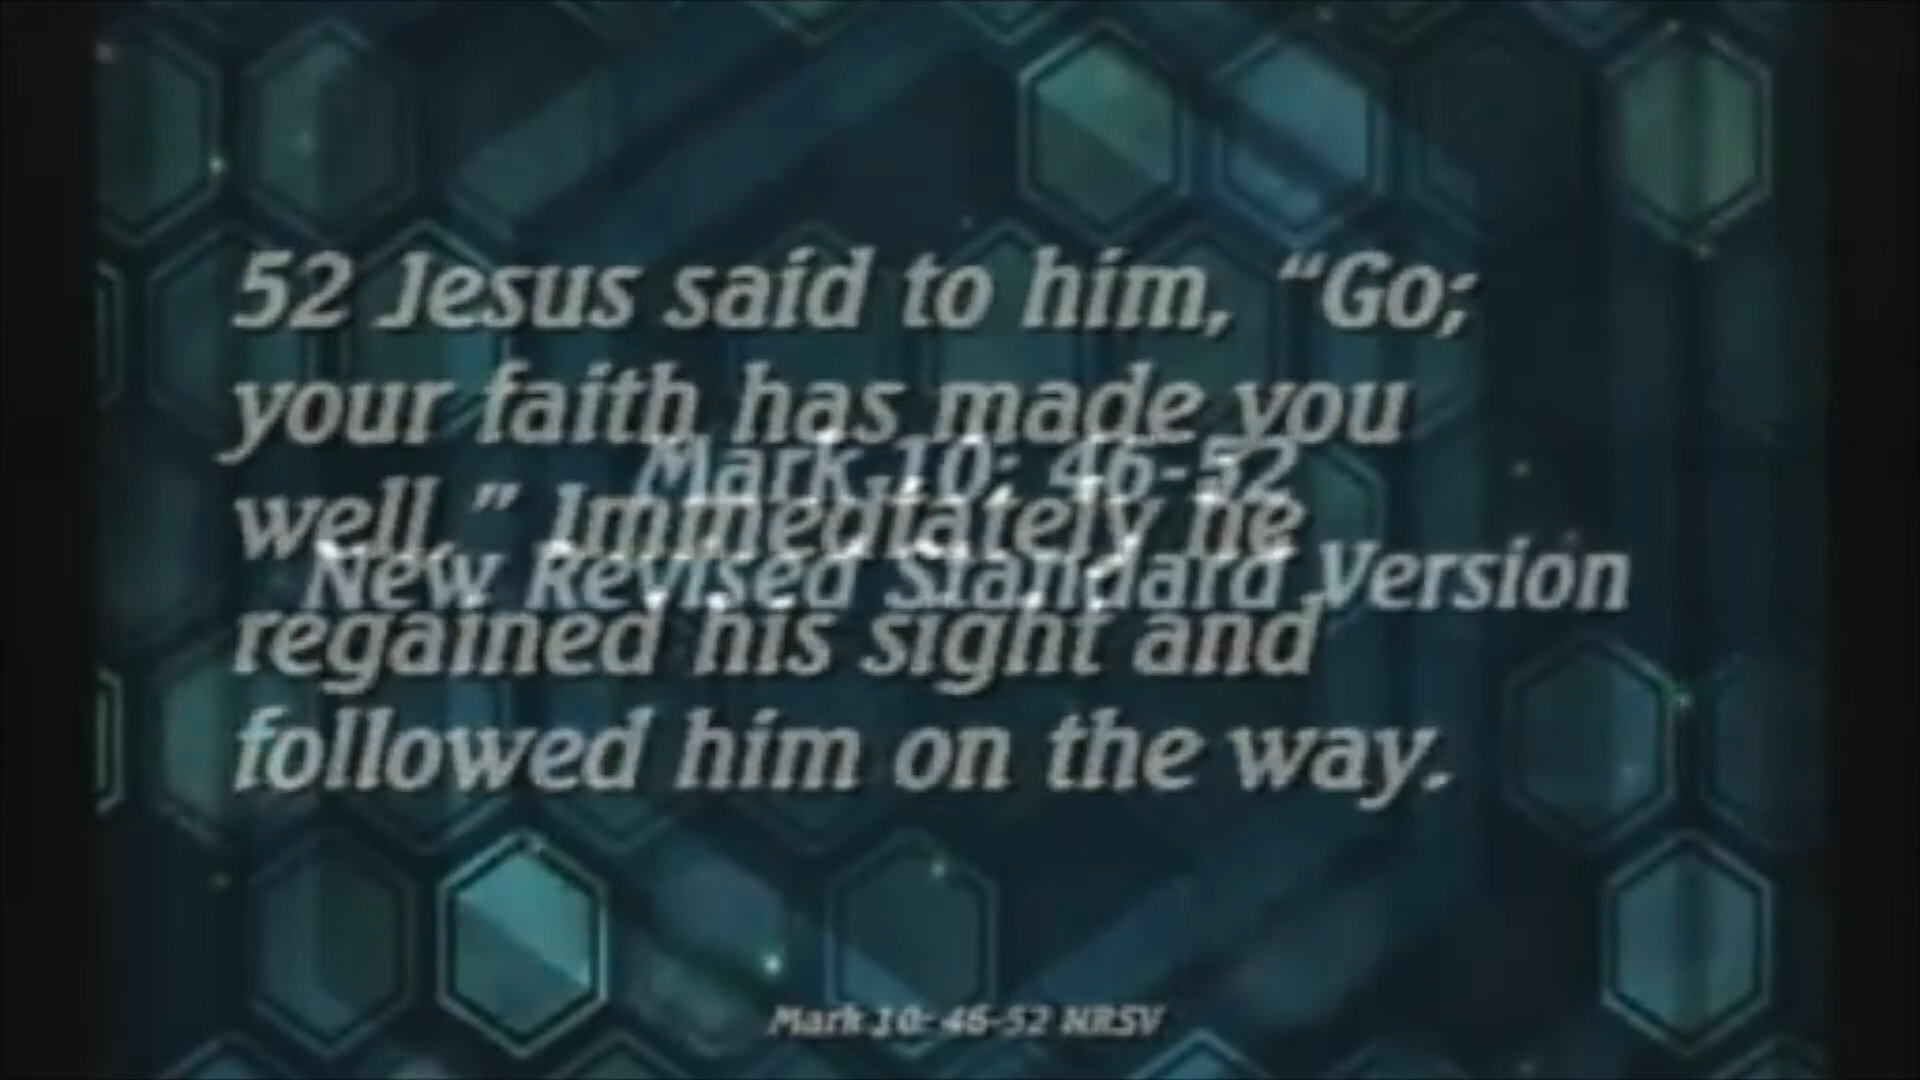 52 Jesus said to him, “Go;
your faith has made you
well.” Immediately he
regained his sight and
followed him on the way.
Mark 10: 46-52
New Revised Standard Version
Mark 10: 46-52 NRSV